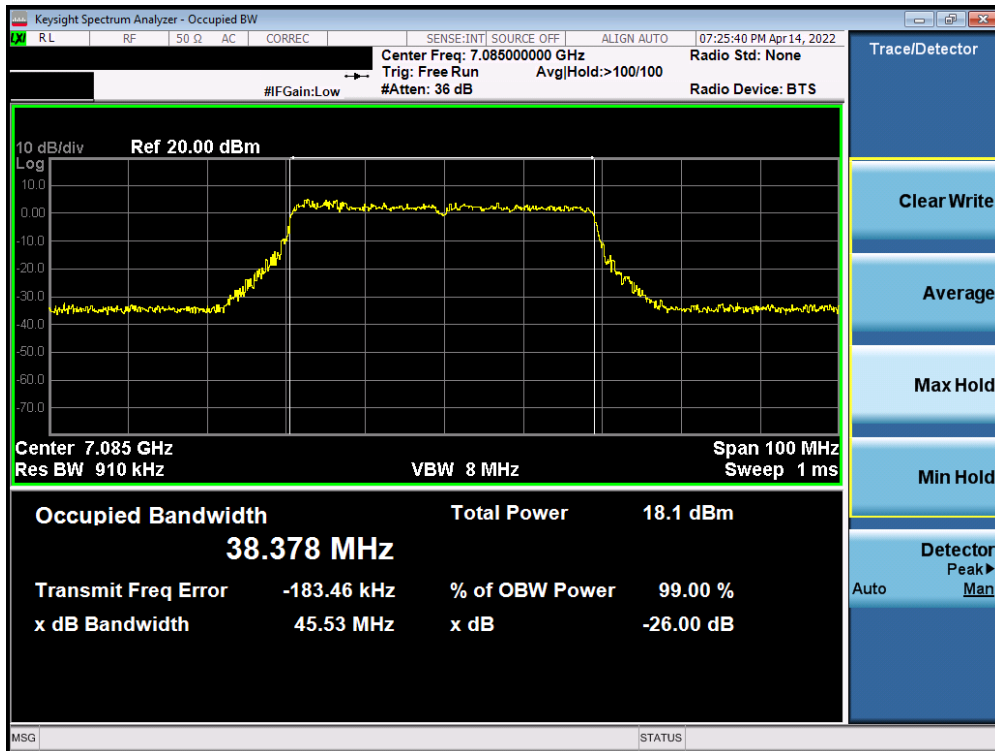 Keysight Spectrum Analyzer - Occupied BW
LXI RL RF 50 Ω AC CORREC SENSE:INT SOURCE OFF ALIGN AUTO 07:25:40 PM Apr 14, 2022
Center Freq: 7.085000000 GHz Radio Std: None
Trig: Free Run Avg|Hold:>100/100
#IFGain:Low #Atten: 36 dB Radio Device: BTS
Trace/Detector
10 dB/div Ref 20.00 dBm
Log
10.0
0.00
-10.0
-20.0
-30.0
-40.0
-50.0
-60.0
-70.0
Center 7.085 GHz Span 100 MHz
Res BW 910 kHz VBW 8 MHz Sweep 1 ms
Occupied Bandwidth Total Power 18.1 dBm
38.378 MHz
Transmit Freq Error -183.46 kHz % of OBW Power 99.00 %
x dB Bandwidth 45.53 MHz x dB -26.00 dB
Clear Write
Average
Max Hold
Min Hold
Detector
Peak▶
Auto Man
MSG STATUS